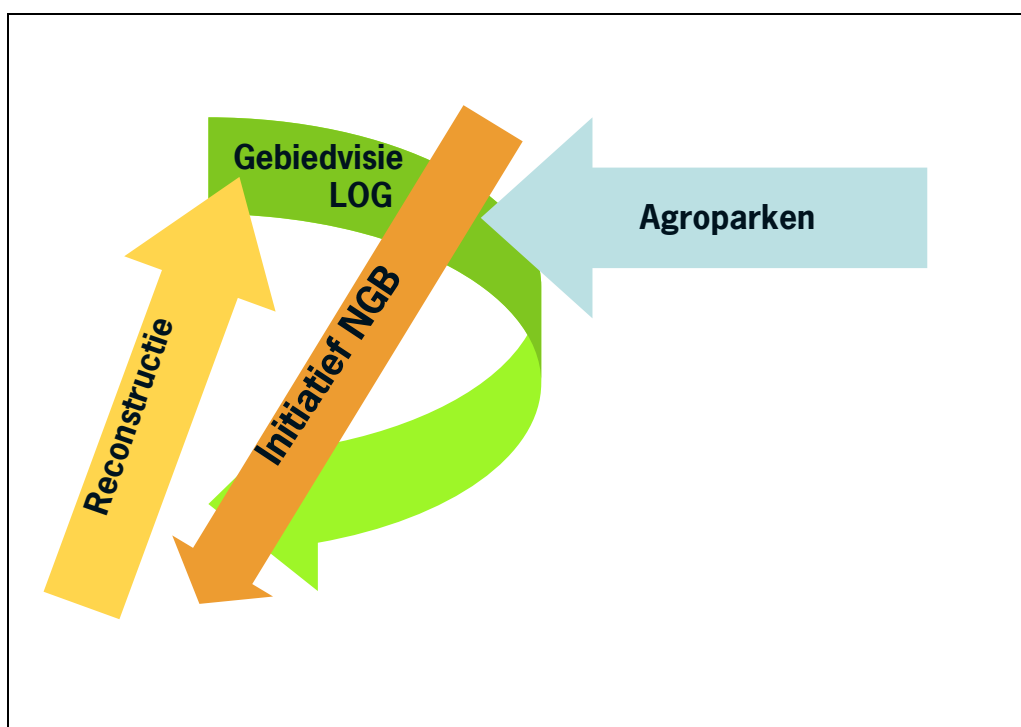 Gebiedvisie
LOG
Agroparken
Initiatief NGB
Reconstructie